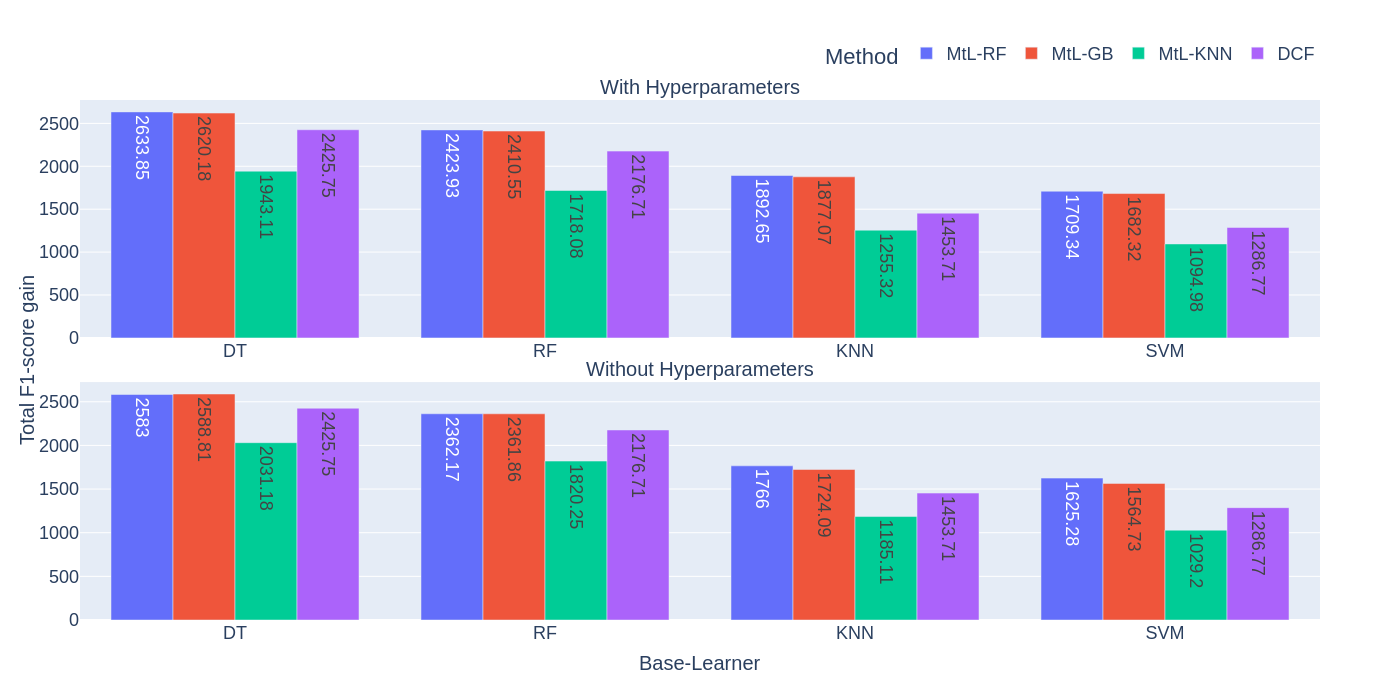 Method MtL-RF MtL-GB MtL-KNN DCF
With Hyperparameters
Total F1-score gain
2500
2000
1500
1000
500
0
2633.85 2620.18 1943.11 2425.75
2423.93 2410.55 1718.08 2176.71
1892.65 1877.07 1255.32 1453.71
1709.34 1682.32 1094.98 1286.77
DT RF KNN SVM
Without Hyperparameters
2500
2000
1500
1000
500
0
2583 2588.81 2031.18 2425.75
2362.17 2361.86 1820.25 2176.71
1766 1724.09 1185.11 1453.71
1625.28 1564.73 1029.2 1286.77
DT RF KNN SVM
Base-Learner